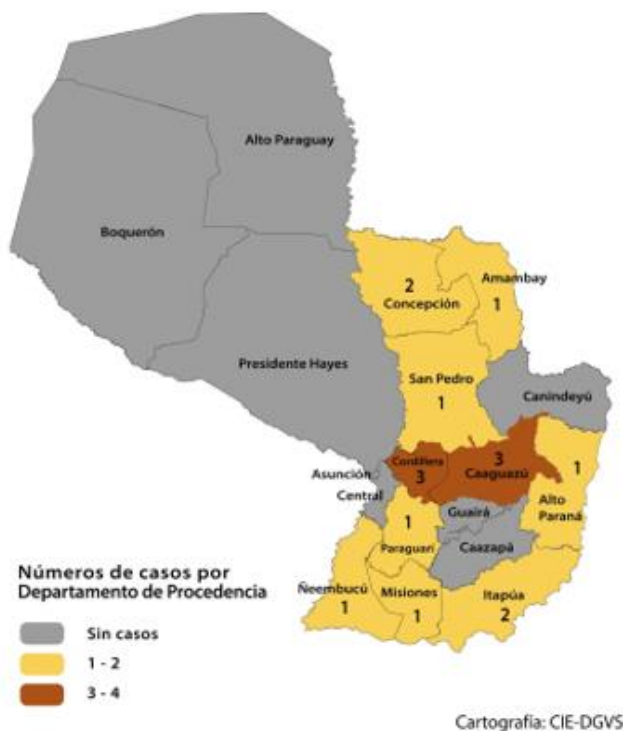 Alto Paraguay
Boquerón
2
Concepción
Amambay
1
Presidente Hayes
San Pedro
1
Canindeyú
Cordillera
3
3
Caaguazú
1
Alto
Paraná
Asunción
Central
Guairá
Caazapá
1
Paraguarí
Ñeembucú
1
Misiones
1
Itapúa
2
Números de casos por
Departamento de Procedencia
Sin casos
1 - 2
3 - 4
Cartografía: CIE-DGVS